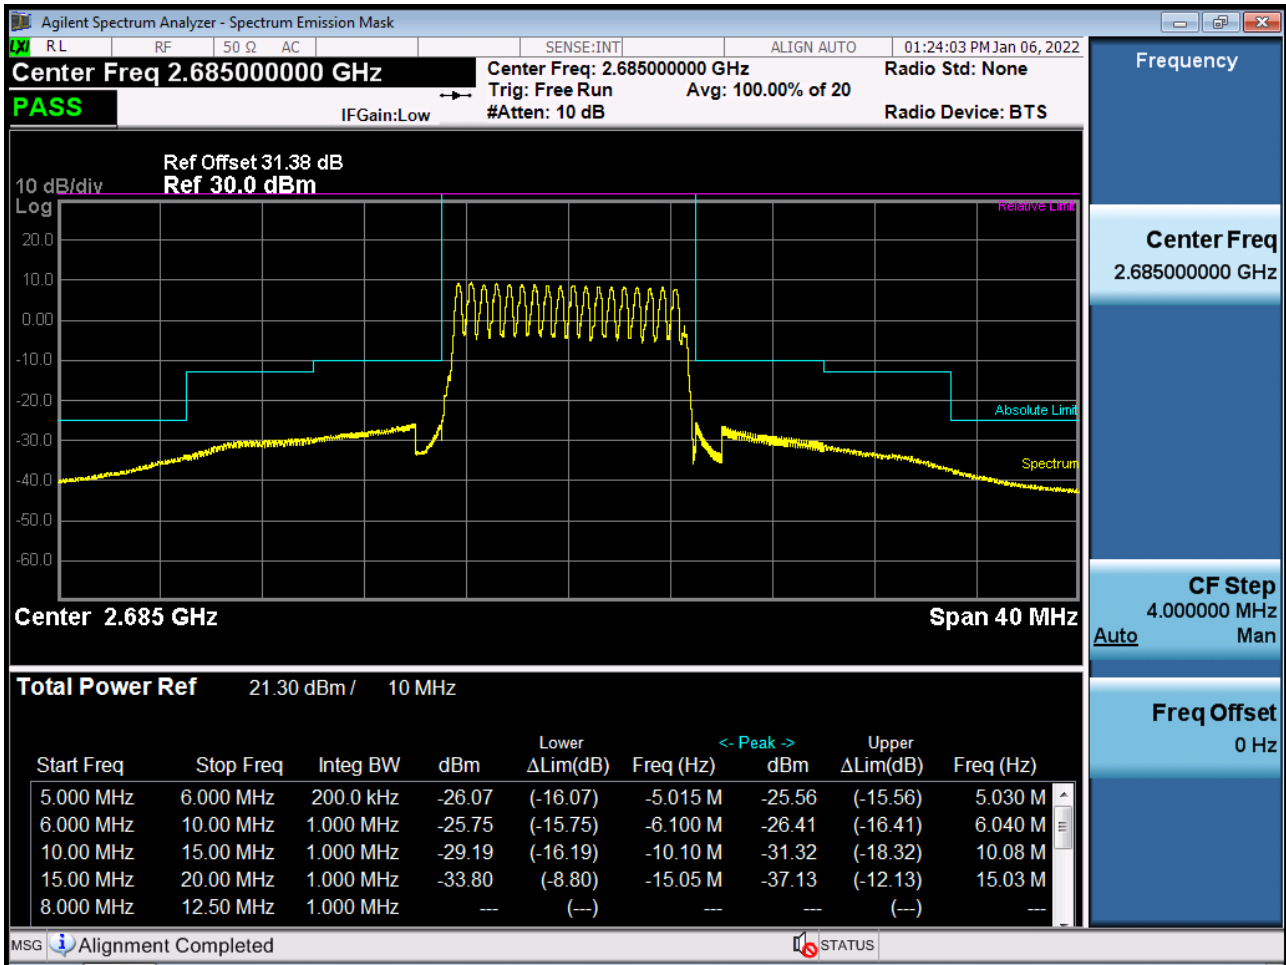 Agilent Spectrum Analyzer - Spectrum Emission Mask
LXI RL RF 50 Ω AC SENSE:INT ALIGN AUTO 01:24:03 PM Jan 06, 2022
Center Freq 2.685000000 GHz
Center Freq: 2.685000000 GHz
Radio Std: None
Trig: Free Run Avg: 100.00% of 20
PASS
IFGain:Low
#Atten: 10 dB
Radio Device: BTS
Ref Offset 31.38 dB
10 dB/div Ref 30.0 dBm
Log
Relative Limit
20.0
10.0
0.00
-10.0
-20.0
Absolute Limit
-30.0
Spectrum
-40.0
-50.0
-60.0
Center 2.685 GHz Span 40 MHz
Total Power Ref 21.30 dBm / 10 MHz
Lower <- Peak -> Upper
Start Freq Stop Freq Integ BW dBm ΔLim(dB) Freq (Hz) dBm ΔLim(dB) Freq (Hz)
5.000 MHz 6.000 MHz 200.0 kHz -26.07 (-16.07) -5.015 M -25.56 (-15.56) 5.030 M
6.000 MHz 10.00 MHz 1.000 MHz -25.75 (-15.75) -6.100 M -26.41 (-16.41) 6.040 M
10.00 MHz 15.00 MHz 1.000 MHz -29.19 (-16.19) -10.10 M -31.32 (-18.32) 10.08 M
15.00 MHz 20.00 MHz 1.000 MHz -33.80 (-8.80) -15.05 M -37.13 (-12.13) 15.03 M
8.000 MHz 12.50 MHz 1.000 MHz --- (---) --- --- (---) ---
MSG Alignment Completed STATUS
Frequency
Center Freq
2.685000000 GHz
CF Step
4.000000 MHz
Auto Man
Freq Offset
0 Hz